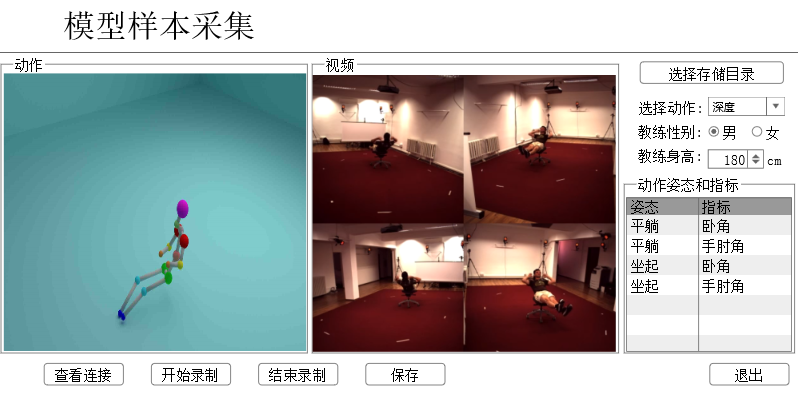 模型样本采集
动作
视频
选择存储目录
选择动作: 深度
教练性别: 男 女
教练身高: 180 cm
动作姿态和指标
姿态 指标
平躺 卧角
平躺 手肘角
坐起 卧角
坐起 手肘角
查看连接 开始录制 结束录制 保存 退出